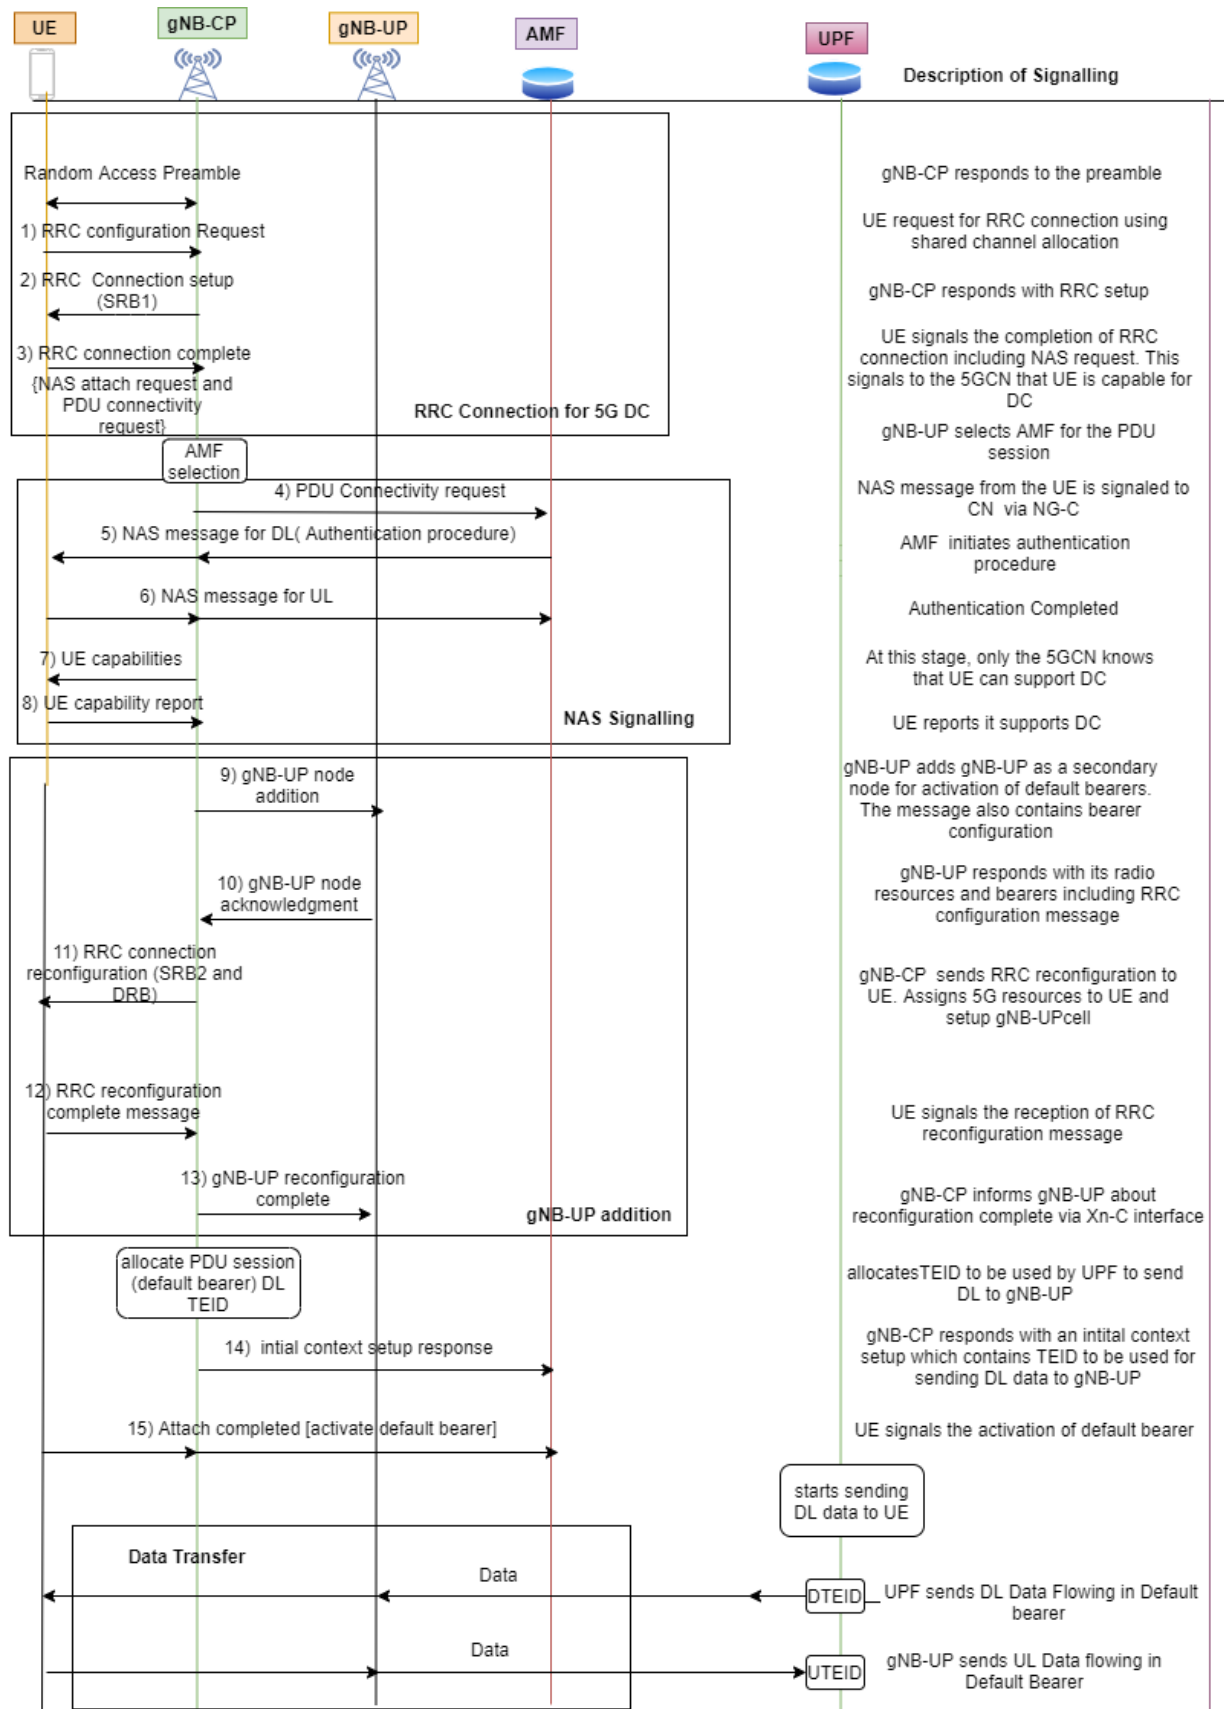 UE
gNB-CP
gNB-UP
AMF
UPF
Description of Signalling
Random Access Preamble
gNB-CP responds to the preamble
1) RRC configuration Request
UE request for RRC connection using
shared channel allocation
2) RRC Connection setup
(SRB1)
gNB-CP responds with RRC setup
3) RRC connection complete
{NAS attach request and
PDU connectivity
request}
UE signals the completion of RRC
connection including NAS request. This
signals to the 5GCN that UE is capable for
DC
RRC Connection for 5G DC
AMF
selection
gNB-UP selects AMF for the PDU
session
4) PDU Connectivity request
NAS message from the UE is signaled to
CN via NG-C
5) NAS message for DL( Authentication procedure)
AMF initiates authentication
procedure
6) NAS message for UL
Authentication Completed
7) UE capabilities
At this stage, only the 5GCN knows
that UE can support DC
8) UE capability report
NAS Signalling
UE reports it supports DC
9) gNB-UP node
addition
gNB-UP adds gNB-UP as a secondary
node for activation of default bearers.
The message also contains bearer
configuration
10) gNB-UP node
acknowledgment
gNB-UP responds with its radio
resources and bearers including RRC
configuration message
11) RRC connection
reconfiguration (SRB2 and
DRB)
gNB-CP sends RRC reconfiguration to
UE. Assigns 5G resources to UE and
setup gNB-UPcell
12) RRC reconfiguration
complete message
UE signals the reception of RRC
reconfiguration message
13) gNB-UP reconfiguration
complete
gNB-UP addition
gNB-CP informs gNB-UP about
reconfiguration complete via Xn-C interface
allocate PDU session
(default bearer) DL
TEID
allocatesTEID to be used by UPF to send
DL to gNB-UP
14) intial context setup response
gNB-CP responds with an intital context
setup which contains TEID to be used for
sending DL data to gNB-UP
15) Attach completed [activate default bearer]
UE signals the activation of default bearer
starts sending
DL data to UE
Data Transfer
Data
DTEID
UPF sends DL Data Flowing in Default
bearer
Data
UTEID
gNB-UP sends UL Data flowing in
Default Bearer